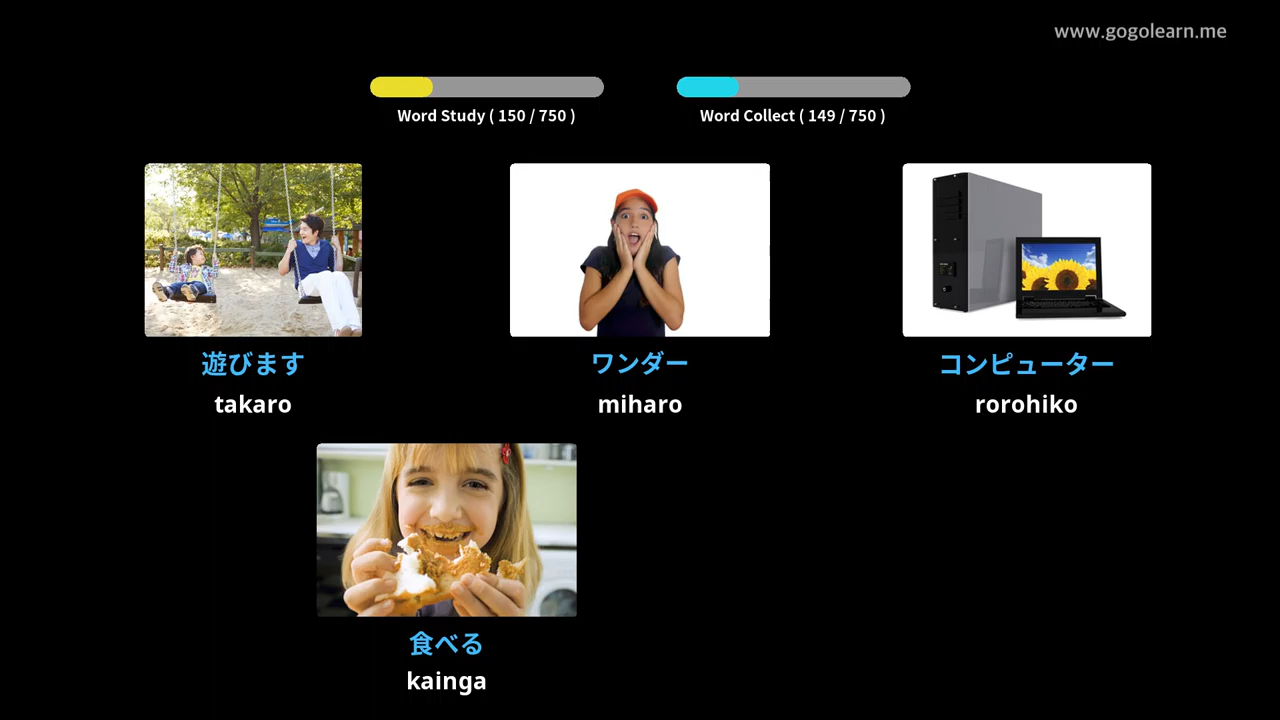 www.gogolearn.me
Word Study ( 150 / 750 )
Word Collect ( 149 / 750 )
遊びます
takaro
ワンダー
miharo
コンピューター
rorohiko
食べる
kainga